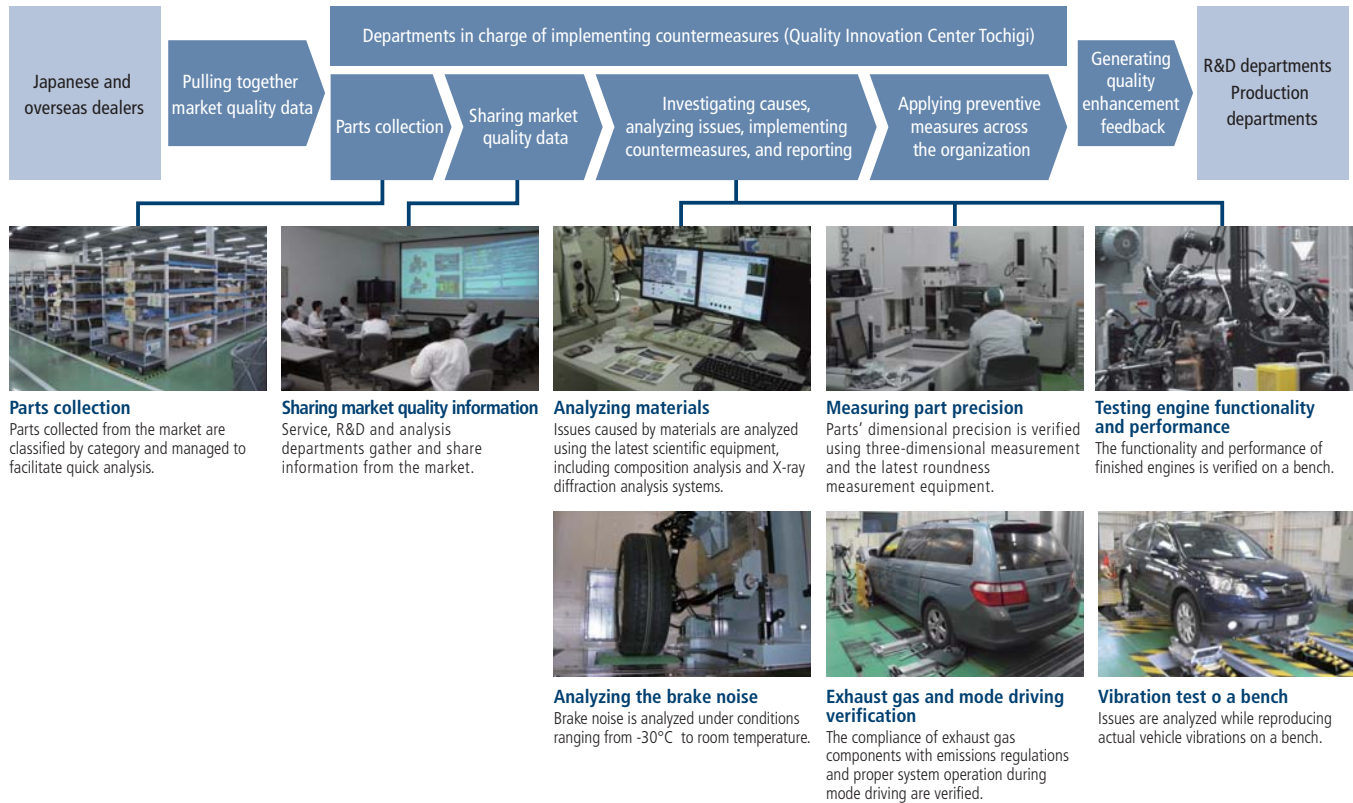 Japanese and
overseas dealers
Pulling together
market quality data
Departments in charge of implementing countermeasures (Quality Innovation Center Tochigi)
Parts collection
Sharing market
quality data
Investigating causes,
analyzing issues, implementing
countermeasures, and reporting
Applying preventive
measures across
the organization
Generating
quality
enhancement
feedback
R&D departments
Production
departments
Parts collection
Parts collected from the market are
classified by category and managed to
facilitate quick analysis.
Sharing market quality information
Service, R&D and analysis
departments gather and share
information from the market.
Analyzing materials
Issues caused by materials are analyzed
using the latest scientific equipment,
including composition analysis and X-ray
diffraction analysis systems.
Measuring part precision
Parts’ dimensional precision is verified
using three-dimensional measurement
and the latest roundness
measurement equipment.
Testing engine functionality
and performance
The functionality and performance of
finished engines is verified on a bench.
Analyzing the brake noise
Brake noise is analyzed under conditions
ranging from -30°C to room temperature.
Exhaust gas and mode driving
verification
The compliance of exhaust gas
components with emissions regulations
and proper system operation during
mode driving are verified.
Vibration test o a bench
Issues are analyzed while reproducing
actual vehicle vibrations on a bench.